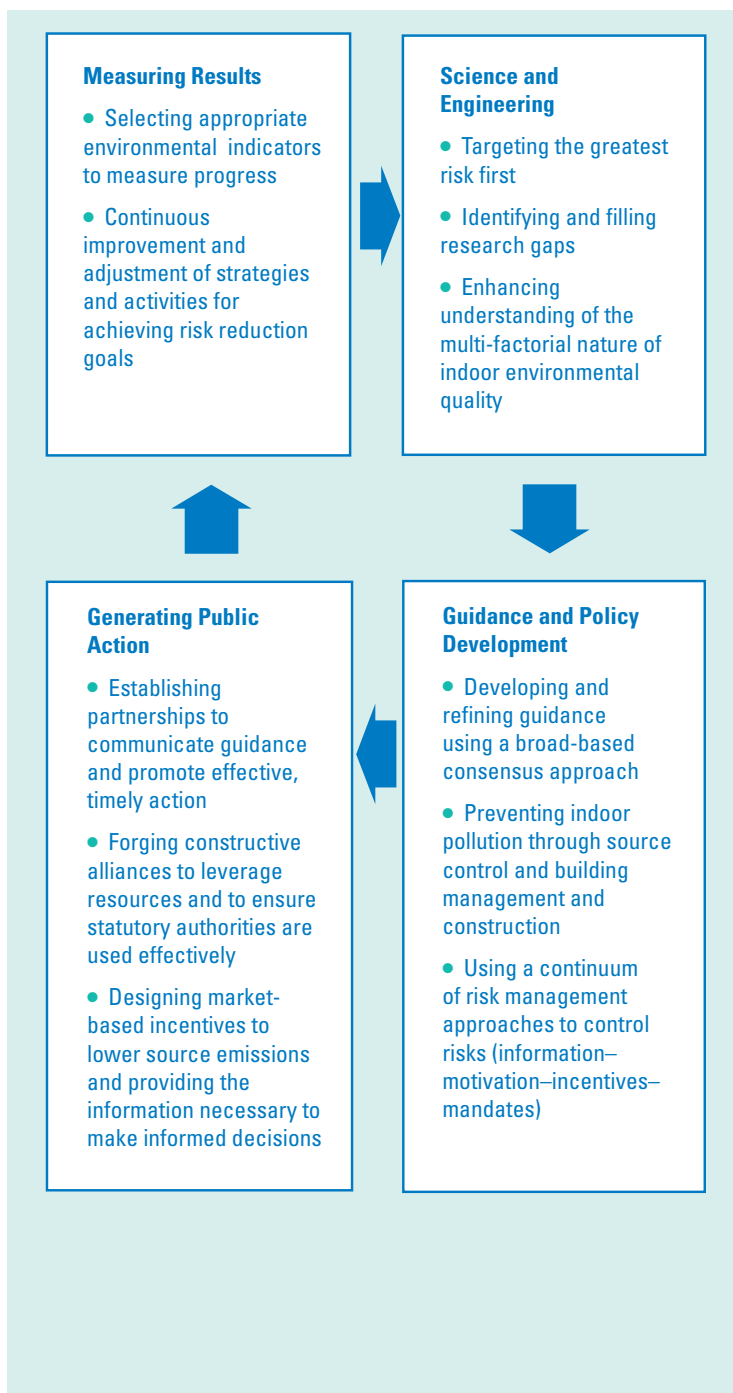 Measuring Results
● Selecting appropriate
environmental indicators
to measure progress
● Continuous
improvement and
adjustment of strategies
and activities for
achieving risk reduction
goals
Science and
Engineering
● Targeting the greatest
risk first
● Identifying and filling
research gaps
● Enhancing
understanding of the
multi-factorial nature of
indoor environmental
quality
Generating Public
Action
● Establishing
partnerships to
communicate guidance
and promote effective,
timely action
● Forging constructive
alliances to leverage
resources and to ensure
statutory authorities are
used effectively
● Designing market-
based incentives to
lower source emissions
and providing the
information necessary to
make informed decisions
Guidance and Policy
Development
● Developing and
refining guidance
using a broad-based
consensus approach
● Preventing indoor
pollution through source
control and building
management and
construction
● Using a continuum
of risk management
approaches to control
risks (information–
motivation–incentives–
mandates)